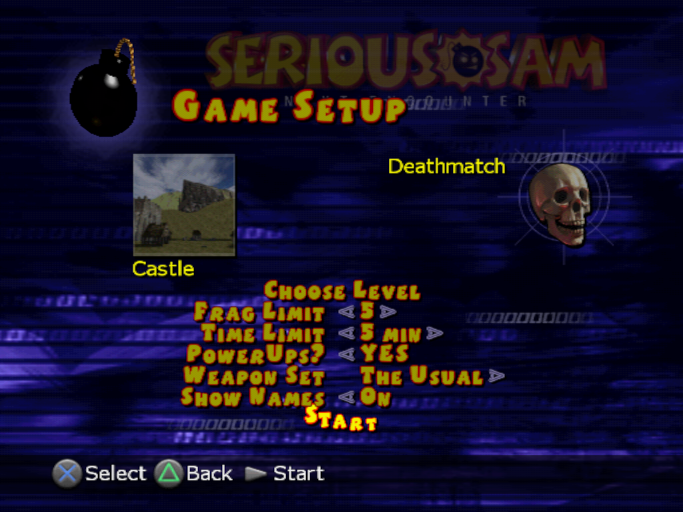 SERIOUS SAM
NEXT ENCOUNTER
GAME SETUP
Deathmatch
Castle
CHOOSE LEVEL
FRAG LIMIT 5
TIME LIMIT 5 MIN
POWERUPS? YES
WEAPON SET THE USUAL
SHOW NAMES ON
START
Select Back Start